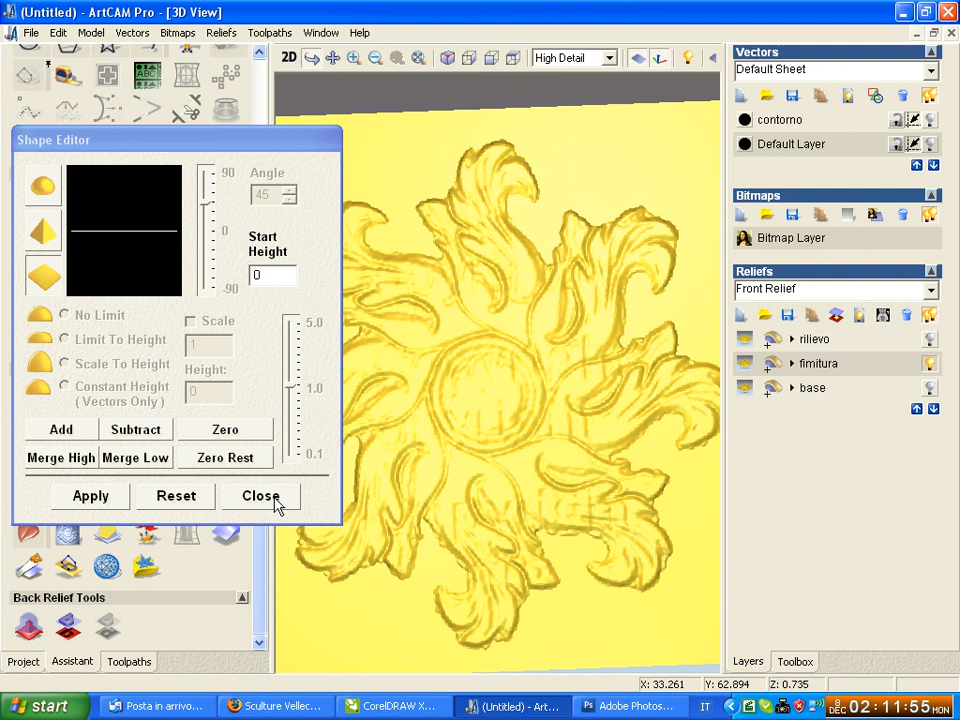 (Untitled) - ArtCAM Pro - [3D View]
File Edit Model Vectors Bitmaps Reliefs Toolpaths Window Help
2D High Detail
ABC
Shape Editor
90
0
-90
Angle
45
Start
Height
0
No Limit
Limit To Height
Scale To Height
Constant Height
( Vectors Only )
Scale
1
Height:
0
5.0
1.0
0.1
Add Subtract Zero
Merge High Merge Low Zero Rest
Apply Reset Close
Back Relief Tools
Project Assistant Toolpaths
Vectors
Default Sheet
contorno
Default Layer
Bitmaps
Bitmap Layer
Reliefs
Front Relief
rilievo
fimitura
base
Layers Toolbox
X: 33.261 Y: 62.894 Z: 0.735
start Posta in arrivo... Sculture Vellec... CorelDRAW X... (Untitled) - Art... Adobe Photos... IT 8 DEC 02:11:55 MON